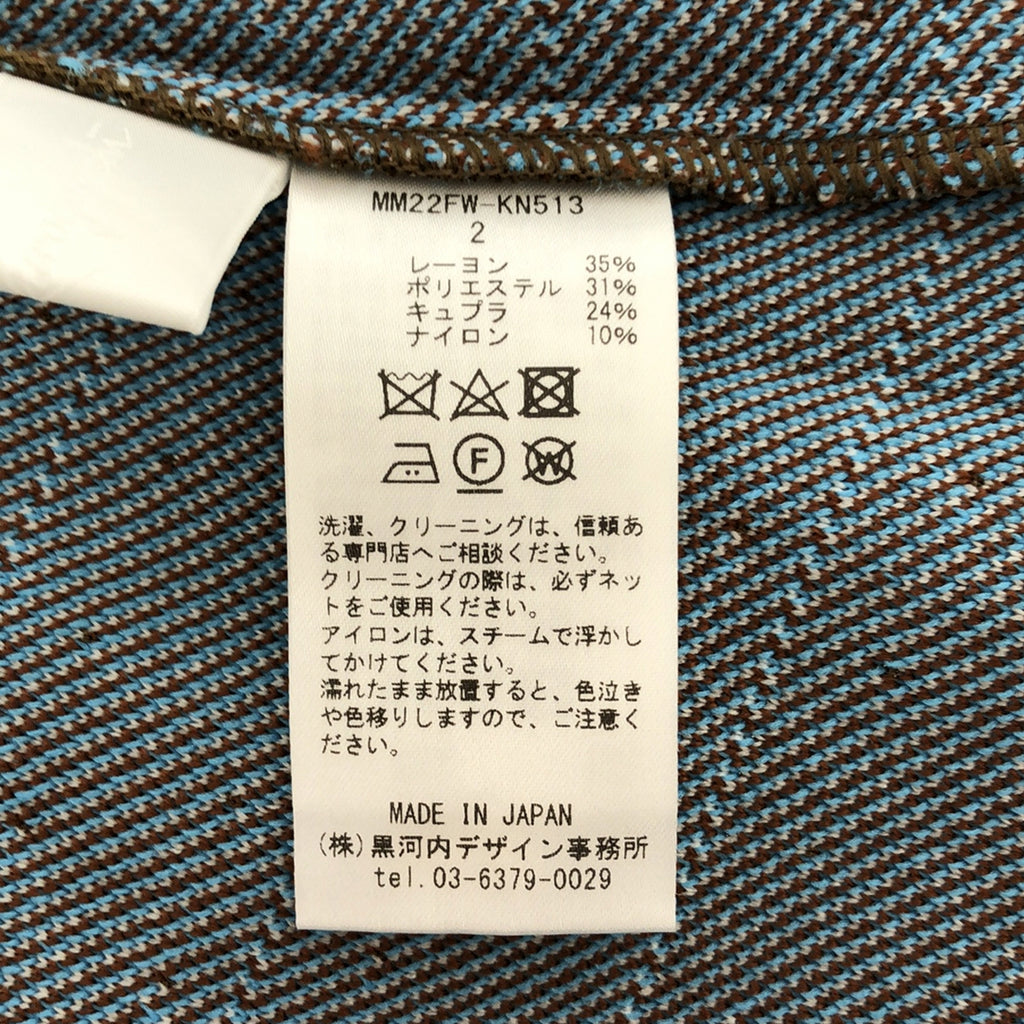 MM22FW-KN513
2
レーヨン 35%
ポリエステル 31%
キュプラ 24%
ナイロン 10%
F
W
洗濯、クリーニングは、信頼あ
る専門店へご相談ください。
クリーニングの際は、必ずネッ
トをご使用ください。
アイロンは、スチームで浮かし
てかけてください。
濡れたまま放置すると、色泣き
や色移りしますので、ご注意く
ださい。
MADE IN JAPAN
(株)黒河内デザイン事務所
tel.03-6379-0029